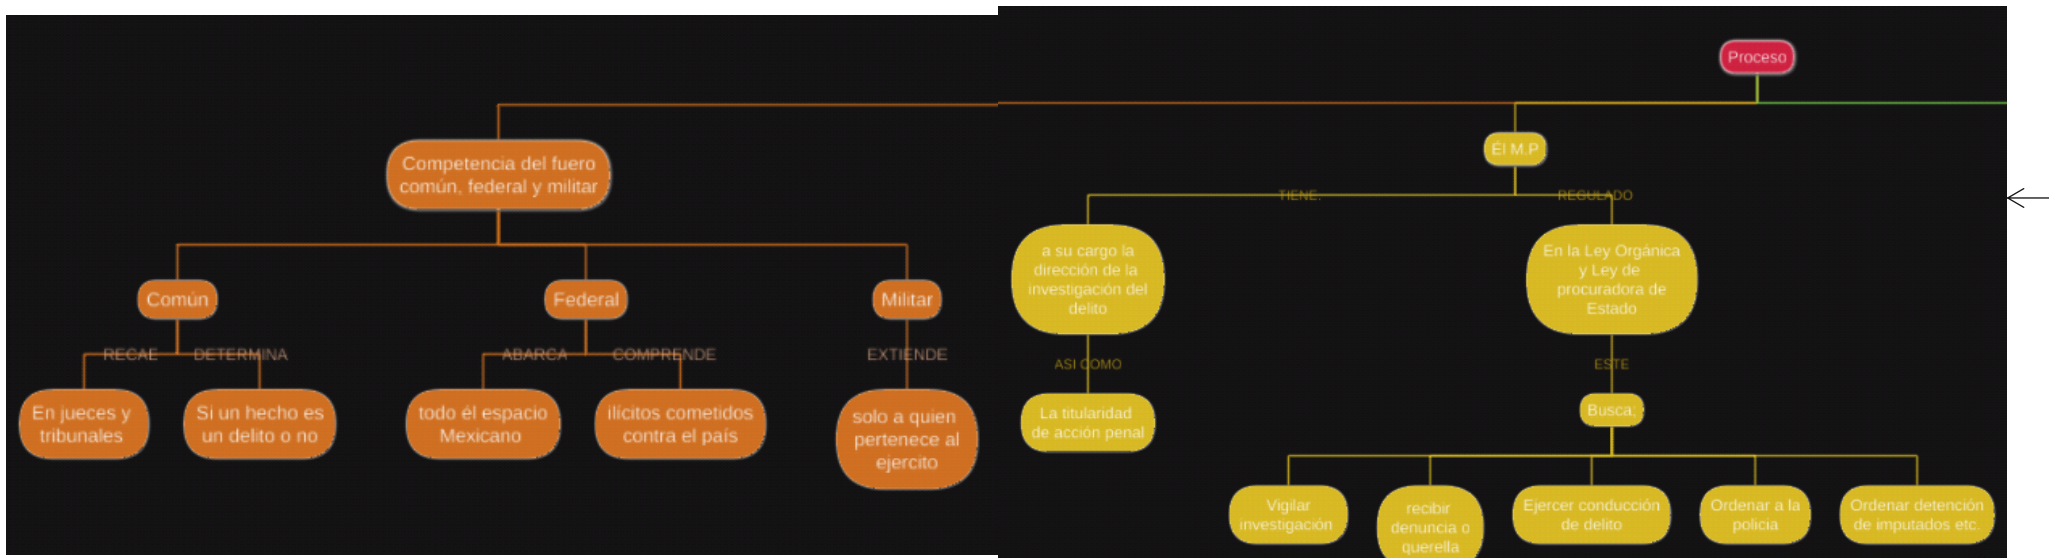 Proceso
Competencia del fuero
común, federal y militar
Común
Federal
Militar
RECAE
DETERMINA
ABARCA
COMPRENDE
EXTIENDE
En jueces y
tribunales
Si un hecho es
un delito o no
todo él espacio
Mexicano
ilícitos cometidos
contra el país
solo a quien
pertenece al
ejercito
Él M.P
TIENE:
REGULADO
a su cargo la
dirección de la
investigación del
delito
En la Ley Orgánica
y Ley de
procuradora de
Estado
ASI COMO
ESTE
La titularidad
de acción penal
Busca;
Vigilar
investigación
recibir
denuncia o
querella
Ejercer conducción
de delito
Ordenar a la
policia
Ordenar detención
de imputados etc.